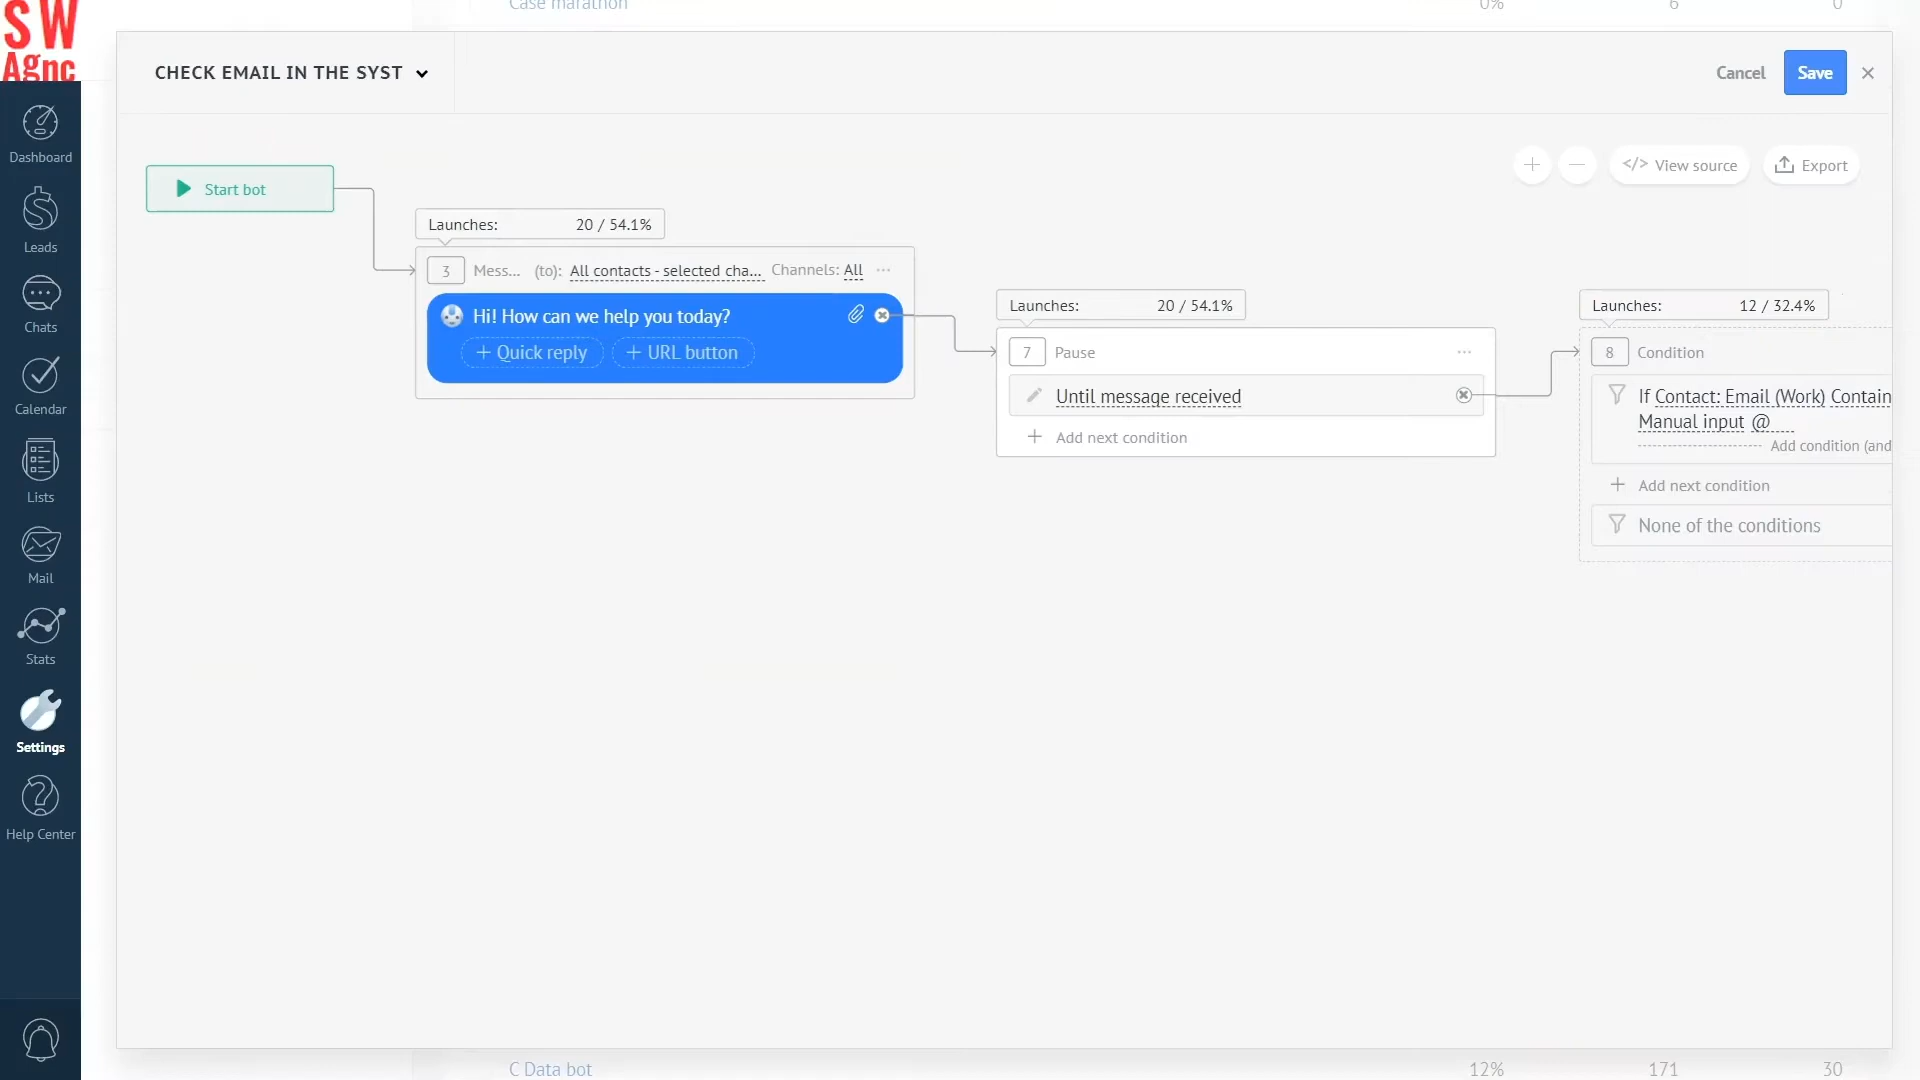 SW
Agnc
Case marathon 0% 6 0
CHECK EMAIL IN THE SYST
Cancel Save
Dashboard
Leads
Chats
Calendar
Lists
Mail
Stats
Settings
Help Center
Start bot
</> View source
Export
Launches: 20 / 54.1%
3 Mess... (to): All contacts - selected cha... Channels: All ...
Hi! How can we help you today?
+ Quick reply + URL button
Launches: 20 / 54.1%
7 Pause ...
Until message received
+ Add next condition
Launches: 12 / 32.4%
8 Condition
If Contact: Email (Work) Contain
Manual input @
Add condition (and
+ Add next condition
None of the conditions
C Data bot 12% 171 30